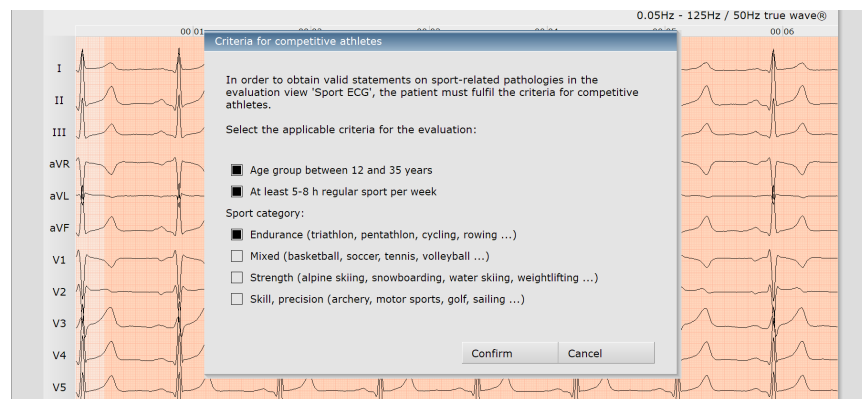 0.05Hz - 125Hz / 50Hz true wave®
00:01
00:06
Criteria for competitive athletes
I
In order to obtain valid statements on sport-related pathologies in the
evaluation view 'Sport ECG', the patient must fulfil the criteria for competitive
athletes.
II
Select the applicable criteria for the evaluation:
III
aVR
Age group between 12 and 35 years
At least 5-8 h regular sport per week
aVL
Sport category:
aVF
Endurance (triathlon, pentathlon, cycling, rowing ...)
Mixed (basketball, soccer, tennis, volleyball ...)
V1
Strength (alpine skiing, snowboarding, water skiing, weightlifting ...)
V2
Skill, precision (archery, motor sports, golf, sailing ...)
V3
V4
Confirm Cancel
V5